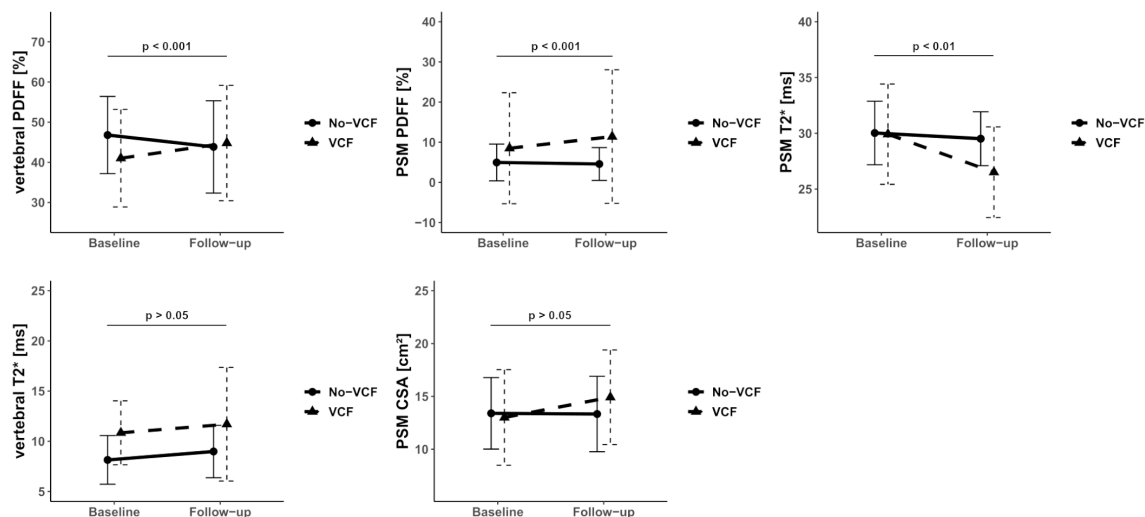 vertebral PDFF [%]
70
60
50
40
30
p < 0.001
Baseline
Follow-up
No-VCF
VCF
PSM PDFF [%]
40
30
20
10
0
−10
p < 0.001
Baseline
Follow-up
No-VCF
VCF
PSM T2* [ms]
40
35
30
25
p < 0.01
Baseline
Follow-up
No-VCF
VCF
vertebral T2* [ms]
25
20
15
10
5
p > 0.05
Baseline
Follow-up
No-VCF
VCF
PSM CSA [cm²]
25
20
15
10
p > 0.05
Baseline
Follow-up
No-VCF
VCF